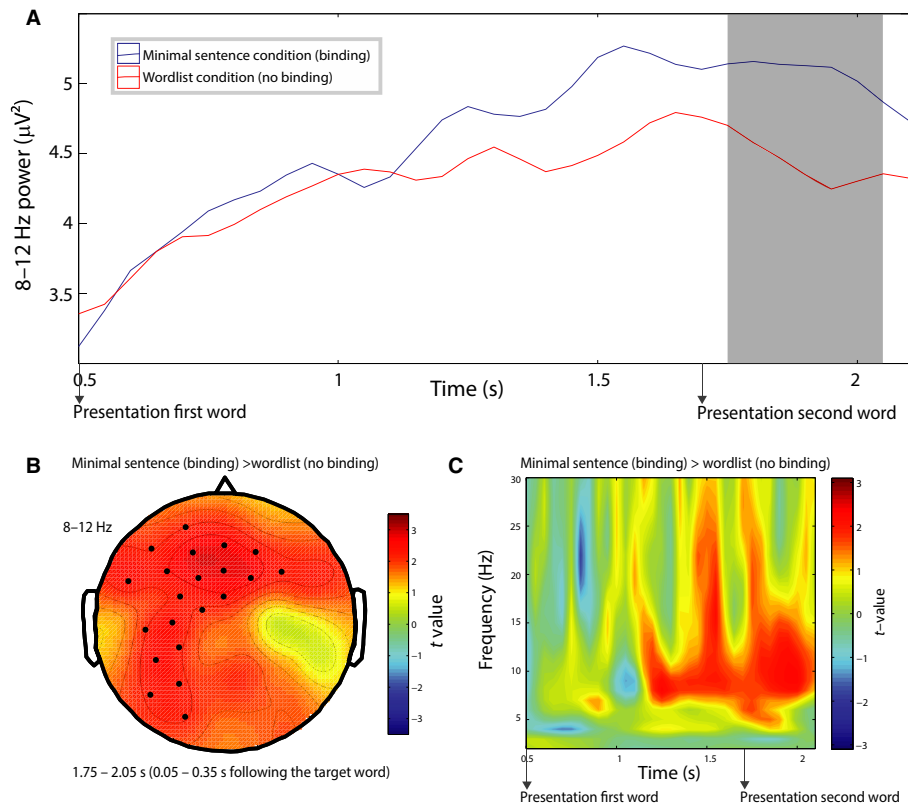 A
Minimal sentence condition (binding)
Wordlist condition (no binding)
8–12 Hz power (µV²)
5
4.5
4
3.5
0.5
1
1.5
2
Time (s)
Presentation first word
Presentation second word
B
Minimal sentence (binding) >wordlist (no binding)
8–12 Hz
3
2
1
0
−1
−2
−3
t value
1.75 – 2.05 s (0.05 – 0.35 s following the target word)
C
Minimal sentence (binding) > wordlist (no binding)
Frequency (Hz)
30
25
20
15
10
5
0.5
1
1.5
2
Time (s)
3
2
1
0
−1
−2
−3
t-value
Presentation first word
Presentation second word